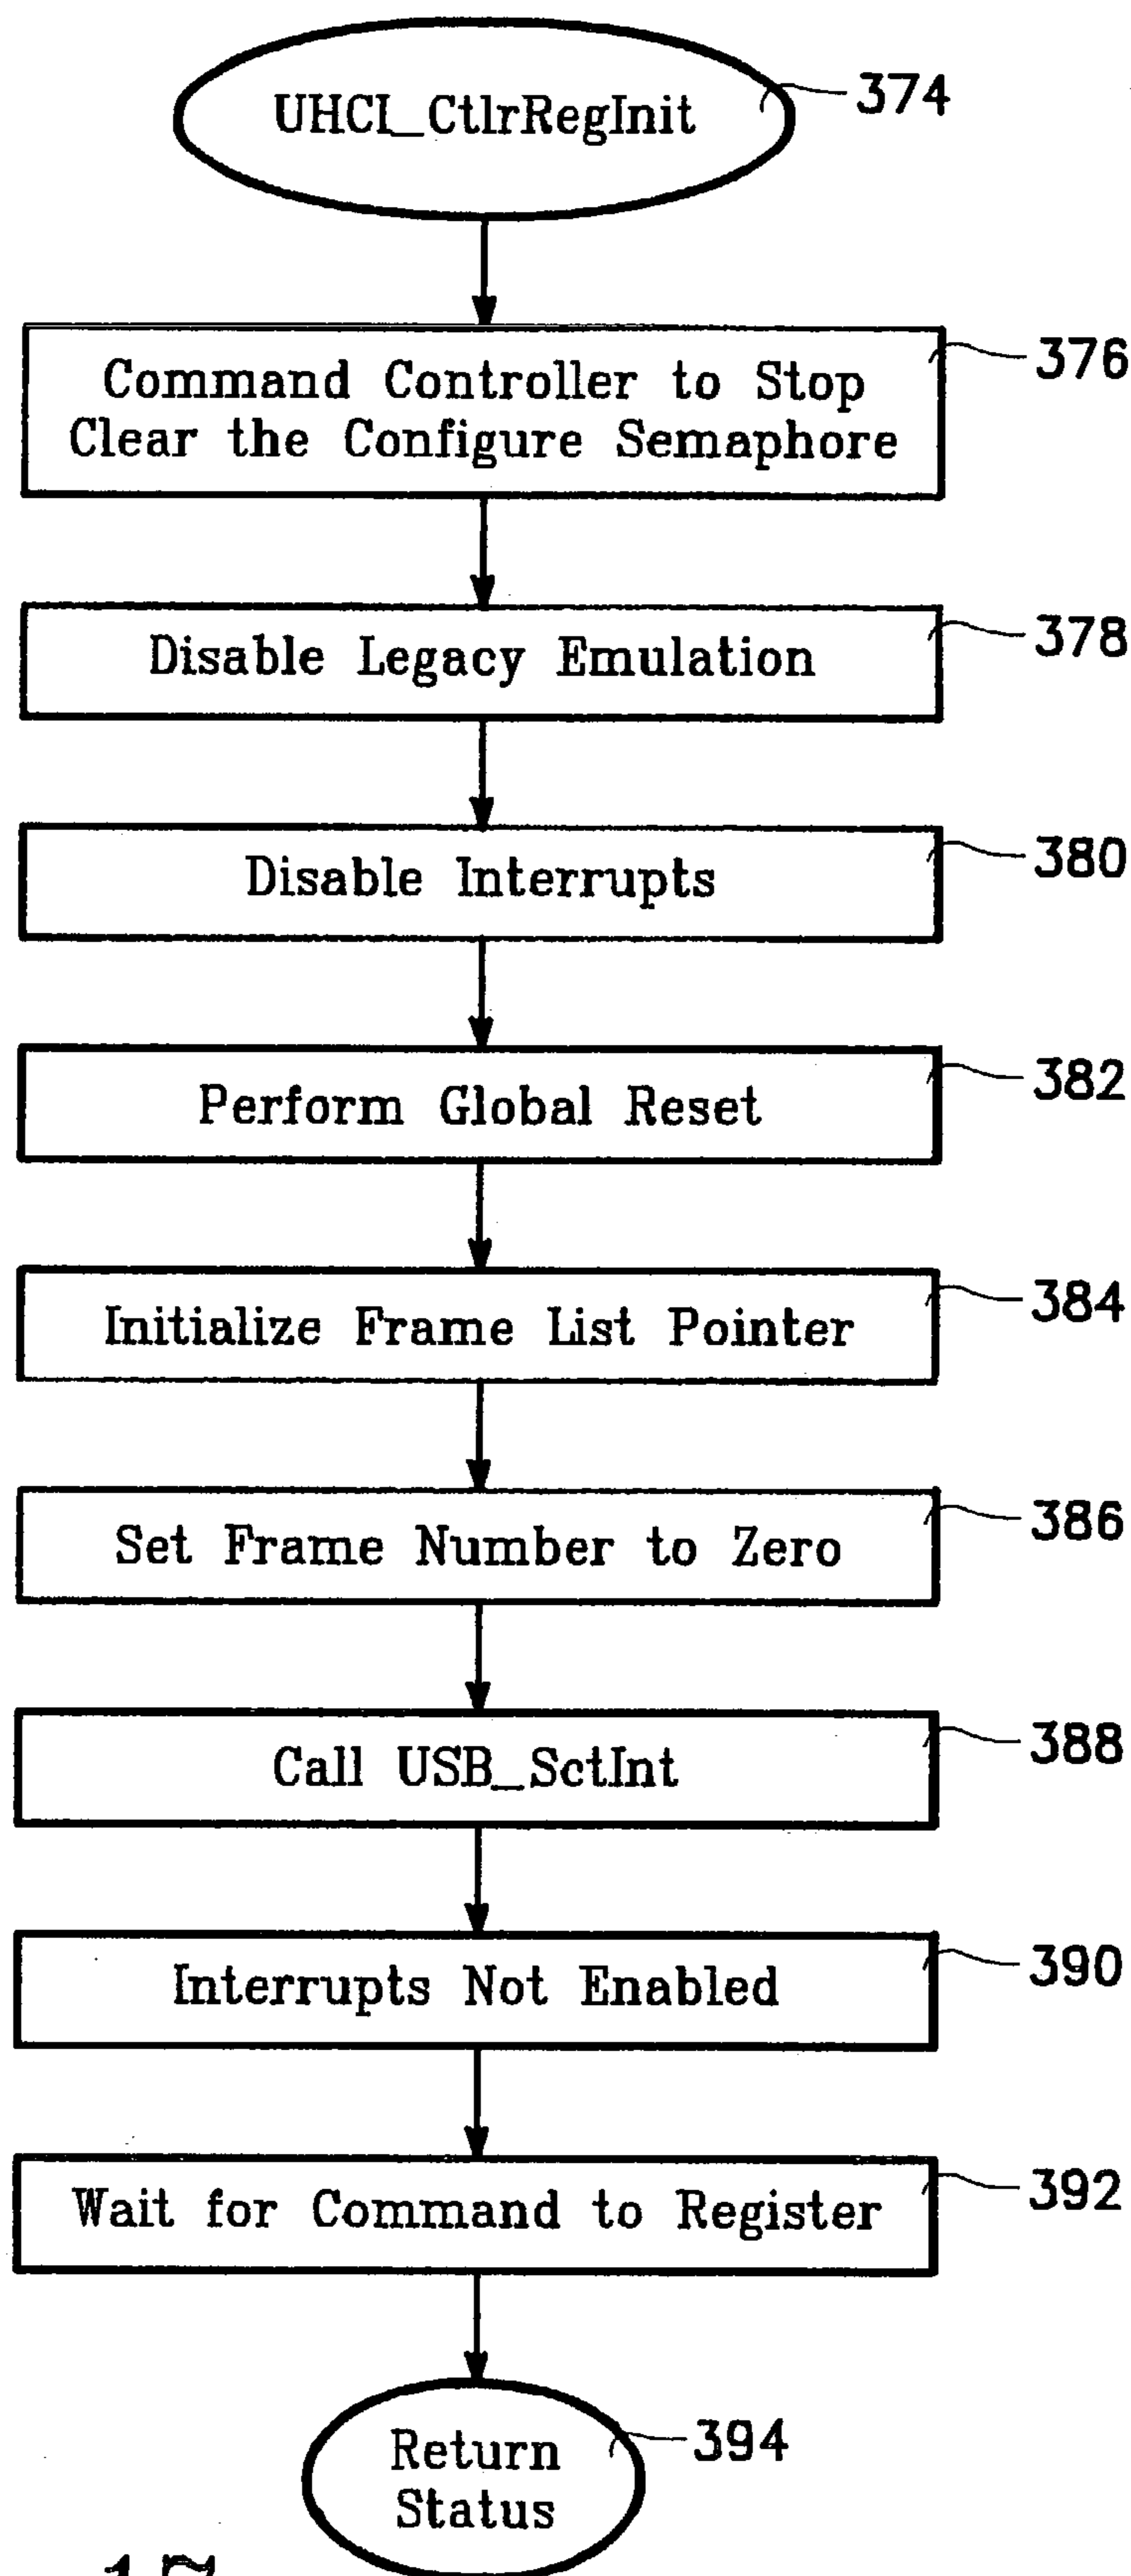 UHCI_CtlrRegInit
374
Command Controller to Stop
Clear the Configure Semaphore
376
Disable Legacy Emulation
378
Disable Interrupts
380
Perform Global Reset
382
Initialize Frame List Pointer
384
Set Frame Number to Zero
386
Call USB_SctInt
388
Interrupts Not Enabled
390
Wait for Command to Register
392
Return
Status
394